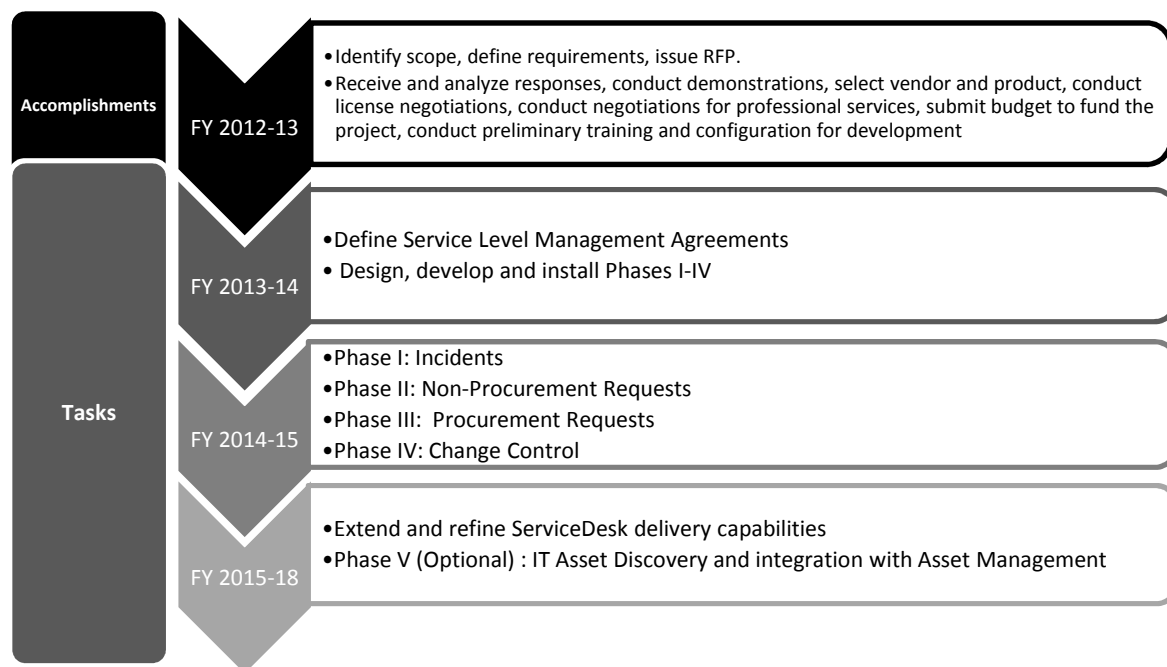 Accomplishments
FY 2012-13
•Identify scope, define requirements, issue RFP.
•Receive and analyze responses, conduct demonstrations, select vendor and product, conduct
license negotiations, conduct negotiations for professional services, submit budget to fund the
project, conduct preliminary training and configuration for development
Tasks
FY 2013-14
•Define Service Level Management Agreements
• Design, develop and install Phases I-IV
FY 2014-15
•Phase I: Incidents
•Phase II: Non-Procurement Requests
•Phase III:  Procurement Requests
•Phase IV: Change Control
FY 2015-18
•Extend and refine ServiceDesk delivery capabilities
•Phase V (Optional) : IT Asset Discovery and integration with Asset Management